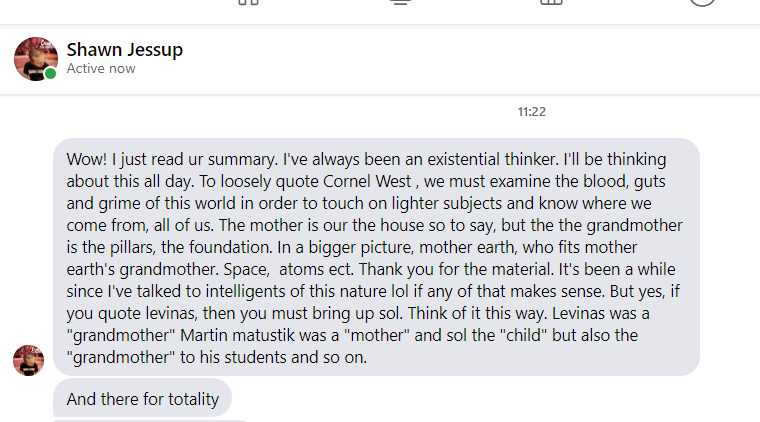 Shawn Jessup
Active now
11:22
Wow! I just read ur summary. I've always been an existential thinker. I'll be thinking
about this all day. To loosely quote Cornel West , we must examine the blood, guts
and grime of this world in order to touch on lighter subjects and know where we
come from, all of us. The mother is our the house so to say, but the the grandmother
is the pillars, the foundation. In a bigger picture, mother earth, who fits mother
earth's grandmother. Space,  atoms ect. Thank you for the material. It's been a while
since I've talked to intelligents of this nature lol if any of that makes sense. But yes, if
you quote levinas, then you must bring up sol. Think of it this way. Levinas was a
"grandmother" Martin matustik was a "mother" and sol the "child" but also the
"grandmother" to his students and so on.
And there for totality